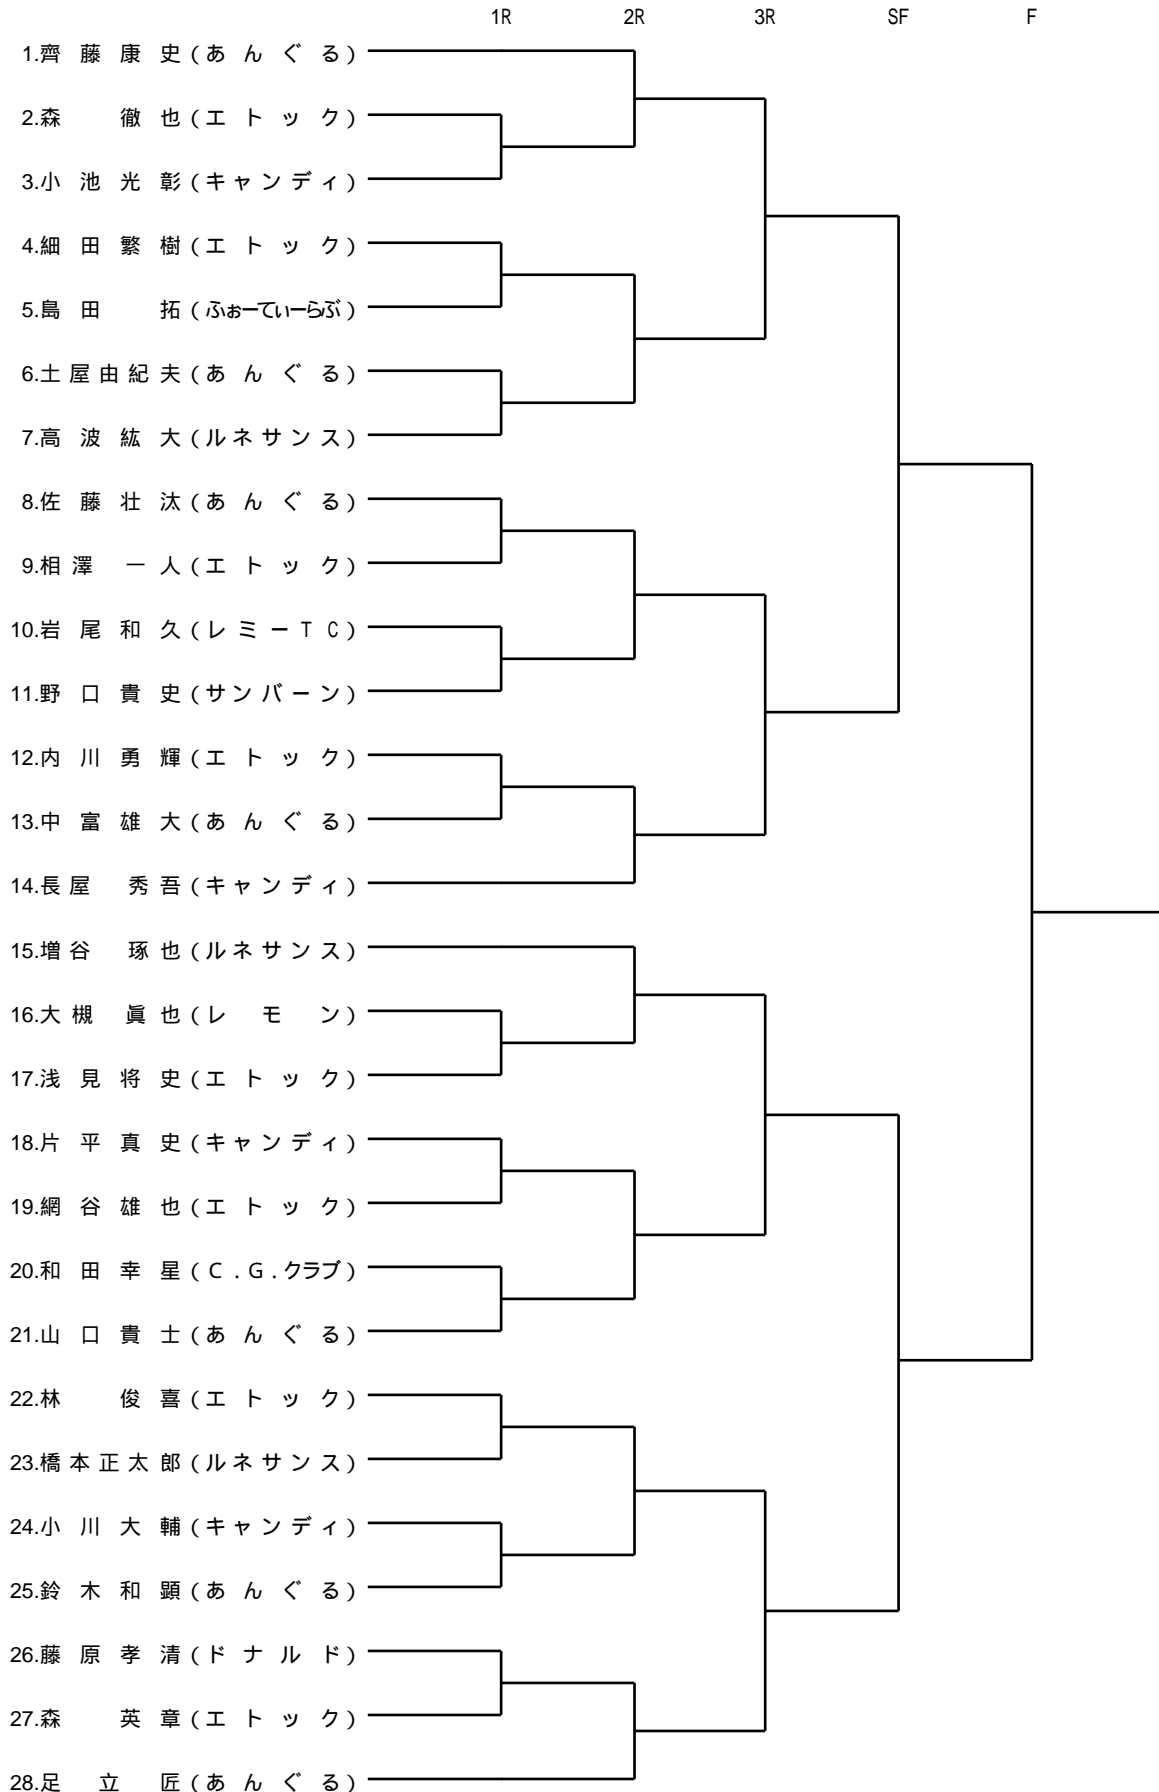 1R 2R 3R SF F
1.齊藤康史(あんぐる)
2.森 徹也(エトック)
3.小池光彰(キャンディ)
4.細田繁樹(エトック)
5.島田 拓(ふぉーてぃーらぶ)
6.土屋由紀夫(あんぐる)
7.高波紘大(ルネサンス)
8.佐藤壮汰(あんぐる)
9.相澤 一人(エトック)
10.岩尾和久(レミーTC)
11.野口貴史(サンバーン)
12.内川勇輝(エトック)
13.中富雄大(あんぐる)
14.長屋 秀吾(キャンディ)
15.増谷 琢也(ルネサンス)
16.大槻 眞也(レモン)
17.浅見将史(エトック)
18.片平真史(キャンディ)
19.網谷雄也(エトック)
20.和田幸星(C.G.クラブ)
21.山口貴士(あんぐる)
22.林 俊喜(エトック)
23.橋本正太郎(ルネサンス)
24.小川大輔(キャンディ)
25.鈴木和顕(あんぐる)
26.藤原孝清(ドナルド)
27.森 英章(エトック)
28.足立 匠(あんぐる)